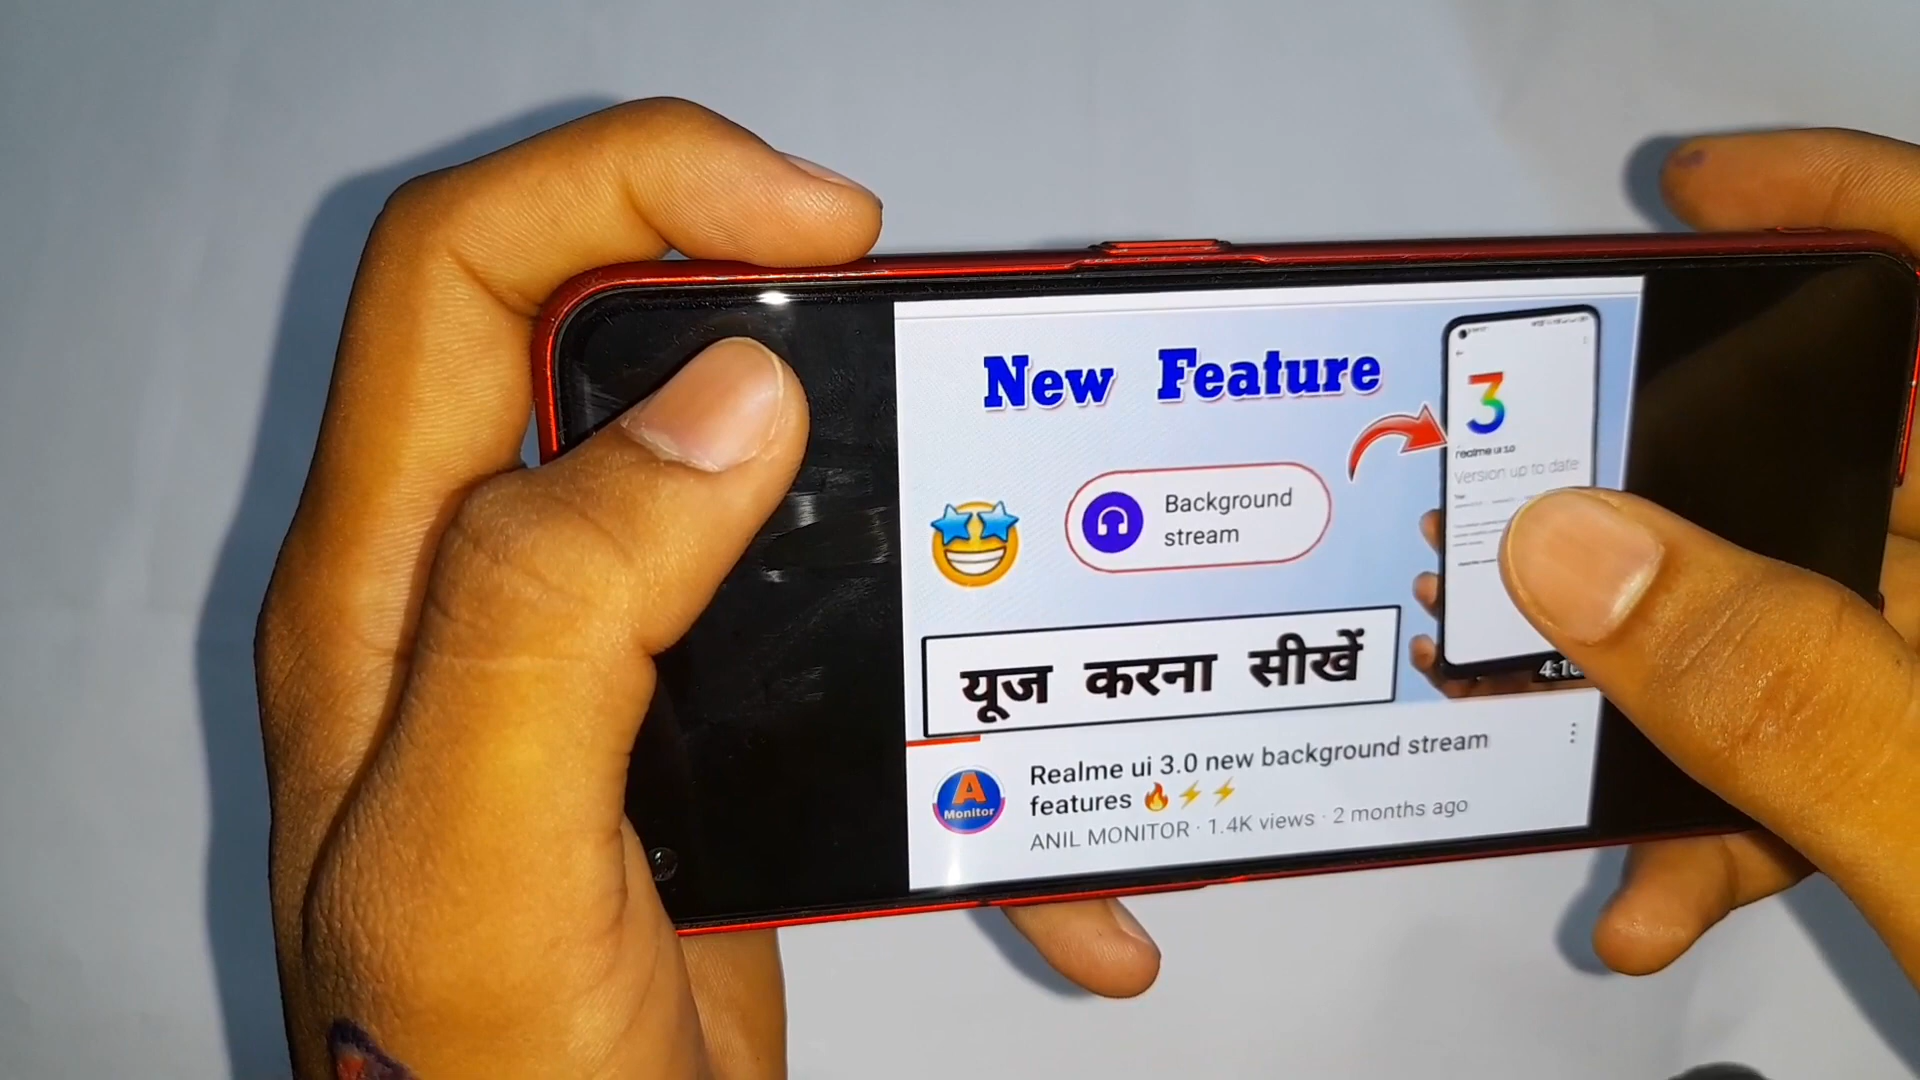 New Feature
3
realme ui 3.0
Version up to date
Background
stream
यूज करना सीखें
Realme ui 3.0 new background stream
features 🔥⚡⚡
A
Monitor
ANIL MONITOR · 1.4K views · 2 months ago